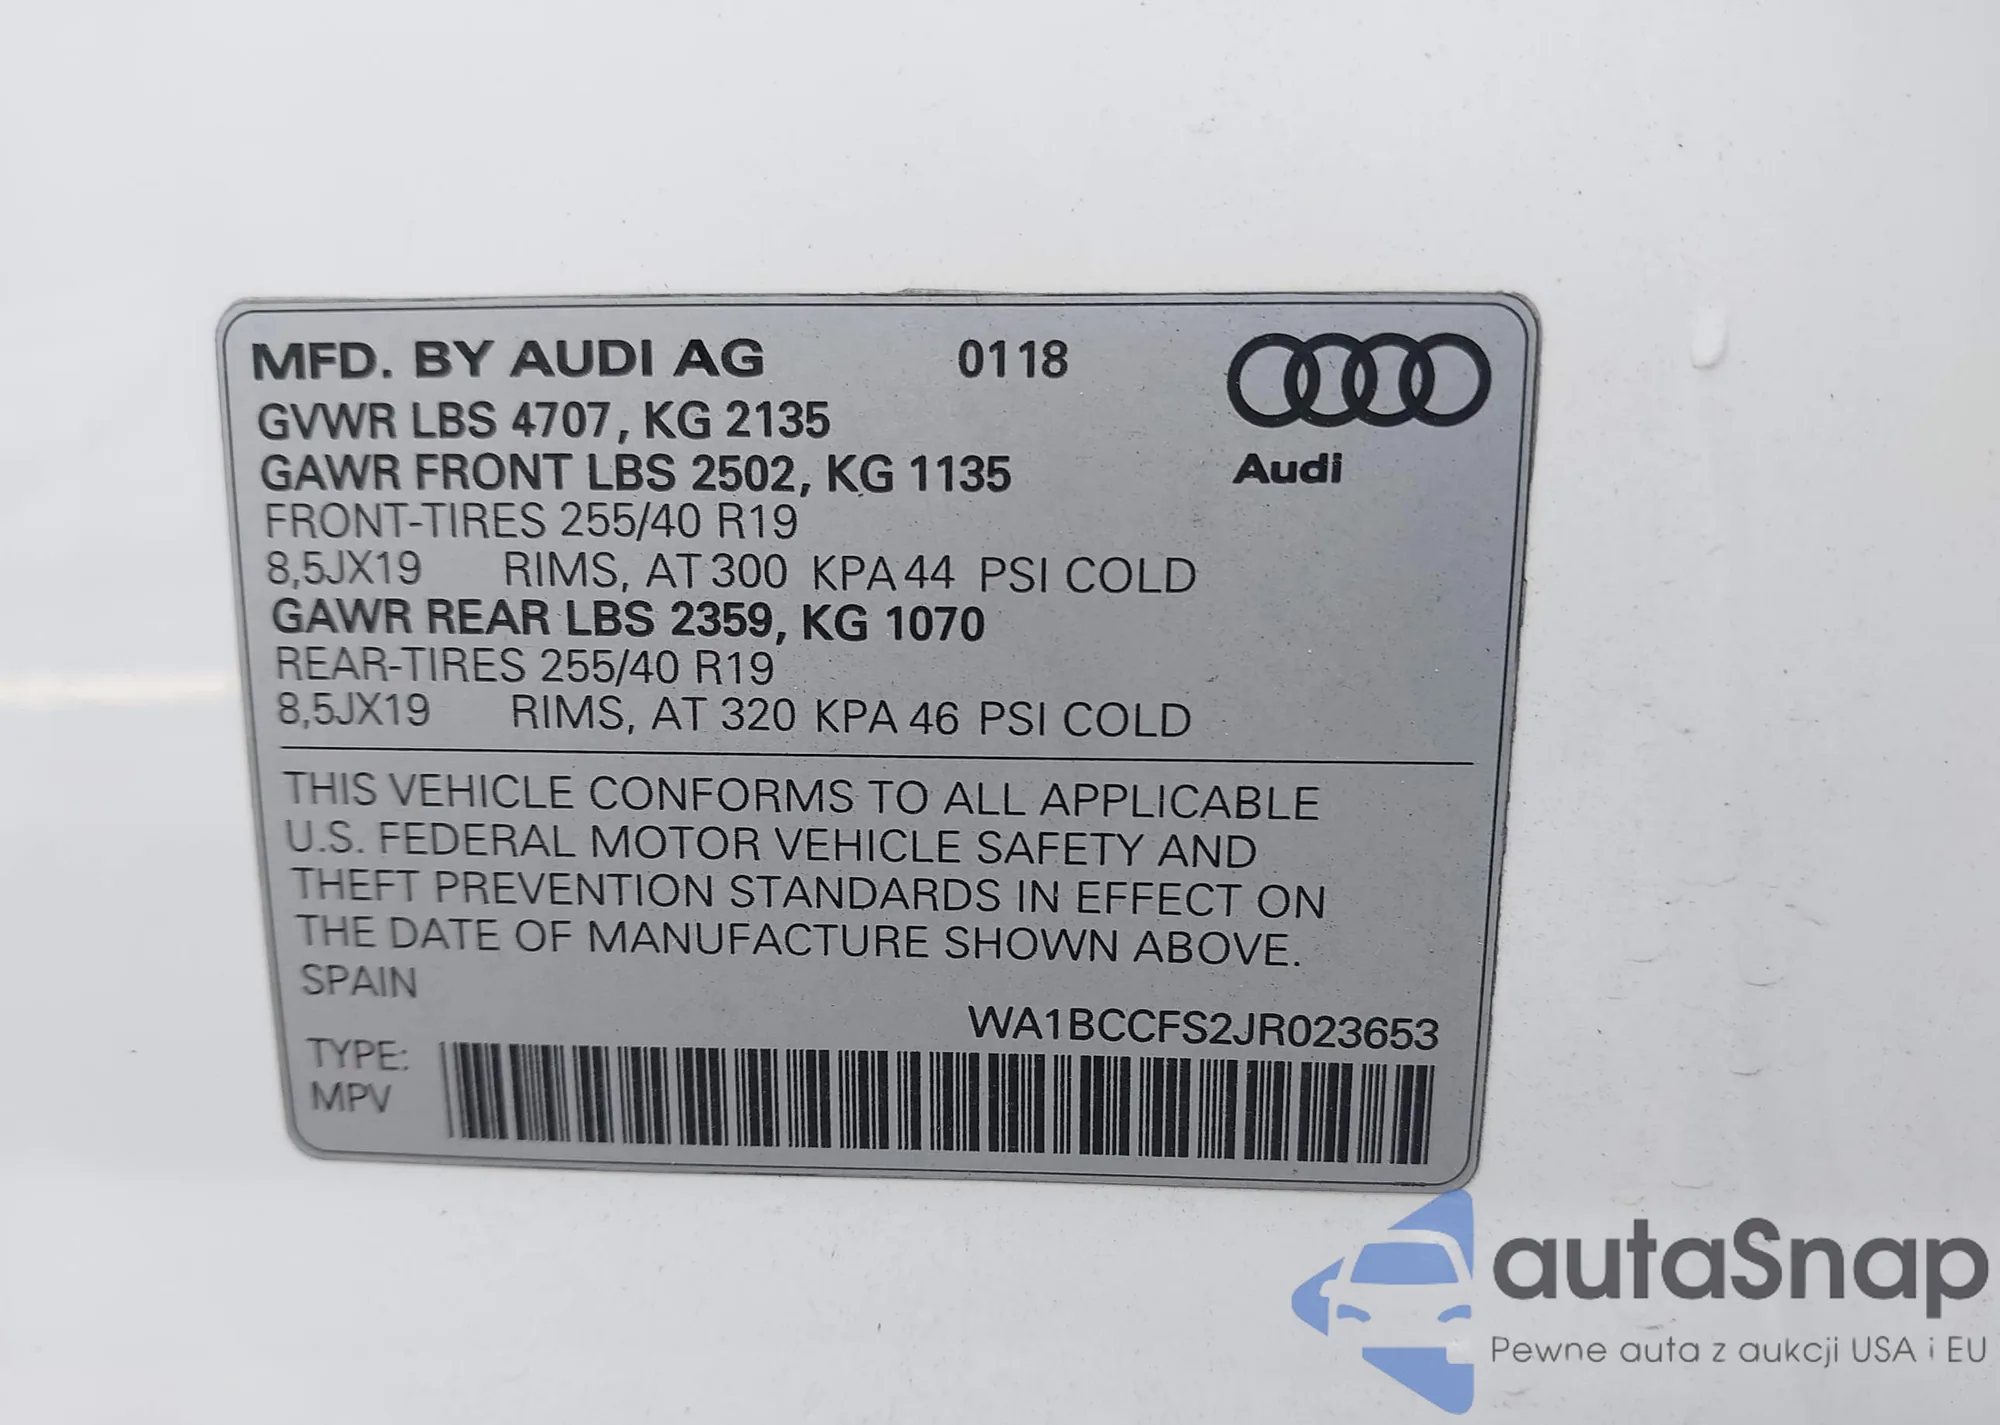 MFD. BY AUDI AG 0118
GVWR LBS 4707, KG 2135
GAWR FRONT LBS 2502, KG 1135
Audi
FRONT-TIRES 255/40 R19
8,5JX19 RIMS, AT 300 KPA 44 PSI COLD
GAWR REAR LBS 2359, KG 1070
REAR-TIRES 255/40 R19
8,5JX19 RIMS, AT 320 KPA 46 PSI COLD
THIS VEHICLE CONFORMS TO ALL APPLICABLE
U.S. FEDERAL MOTOR VEHICLE SAFETY AND
THEFT PREVENTION STANDARDS IN EFFECT ON
THE DATE OF MANUFACTURE SHOWN ABOVE.
SPAIN
WA1BCCFS2JR023653
TYPE:
MPV
autaSnap
Pewne auta z aukcji USA i EU